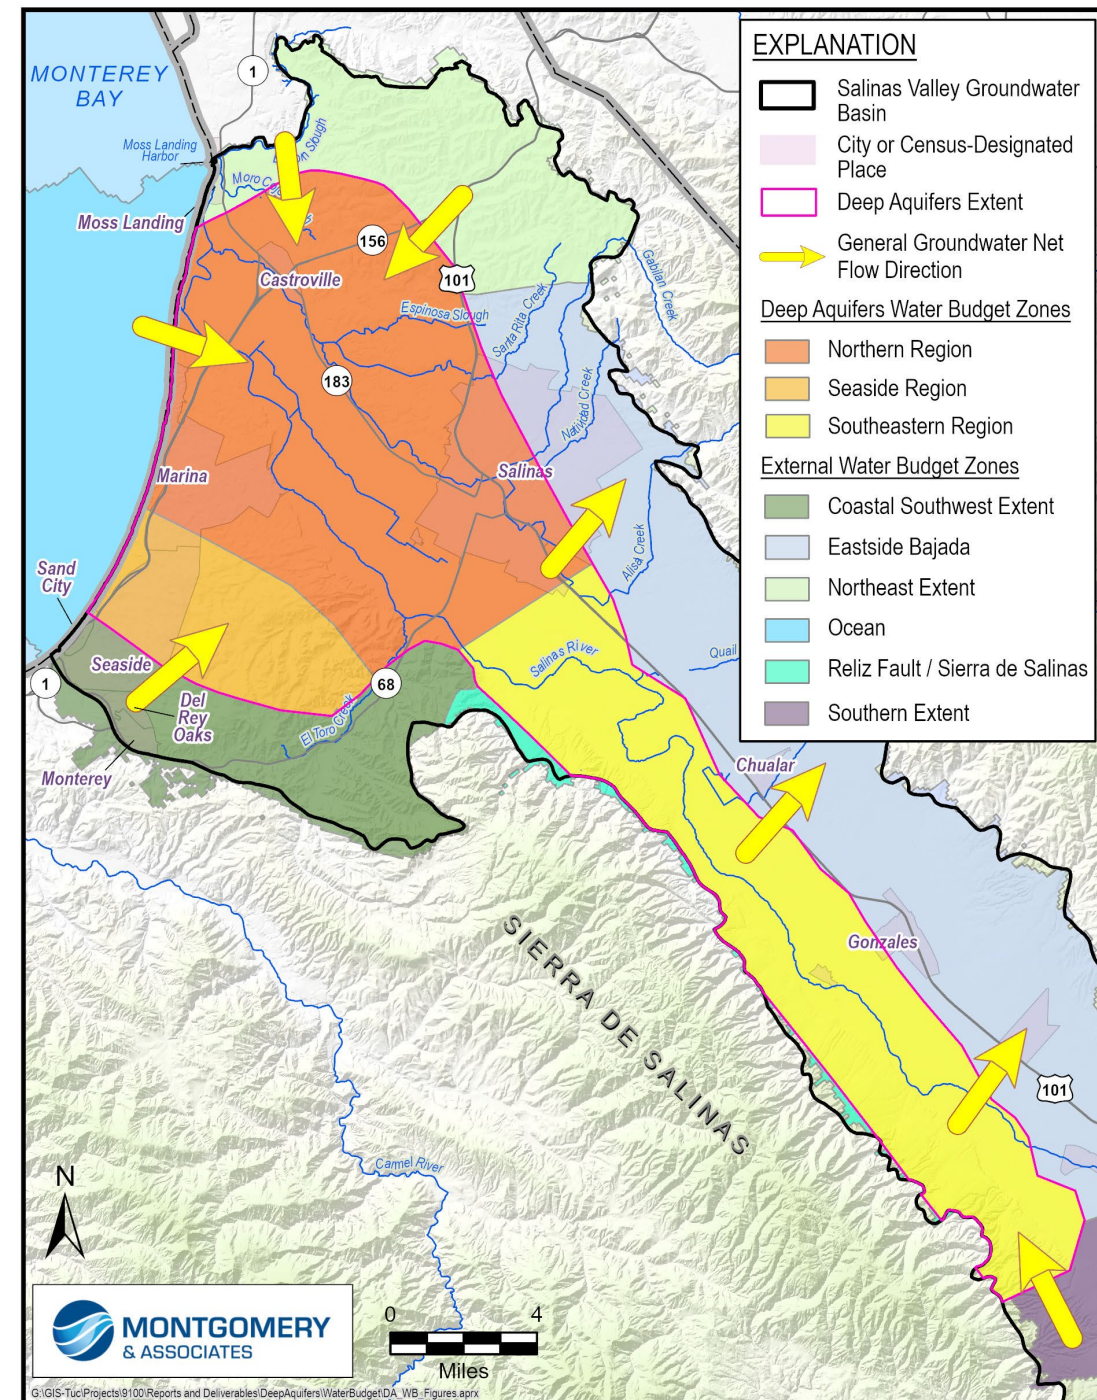 EXPLANATION
Salinas Valley Groundwater
Basin
City or Census-Designated
Place
Deep Aquifers Extent
General Groundwater Net
Flow Direction
Deep Aquifers Water Budget Zones
Northern Region
Seaside Region
Southeastern Region
External Water Budget Zones
Coastal Southwest Extent
Eastside Bajada
Northeast Extent
Ocean
Reliz Fault / Sierra de Salinas
Southern Extent
MONTEREY
BAY
1
Moss Landing
Harbor
Slough
Moro
Moss Landing
156
Castroville
101
Gabilan Creek
Espinosa Slough
Santa Rita Creek
183
Natividad Creek
Salinas
Marina
Alisal Creek
Sand
City
Salinas River
Quail
Seaside
1
68
Del
Rey
Oaks
El Toro Creek
Monterey
Chualar
Gonzales
SIERRA DE SALINAS
101
Carmel River
N
0
4
Miles
MONTGOMERY
& ASSOCIATES
G:\GIS-Tuc\Projects\9100\Reports and Deliverables\DeepAquifers\WaterBudget\DA_WB_Figures.aprx